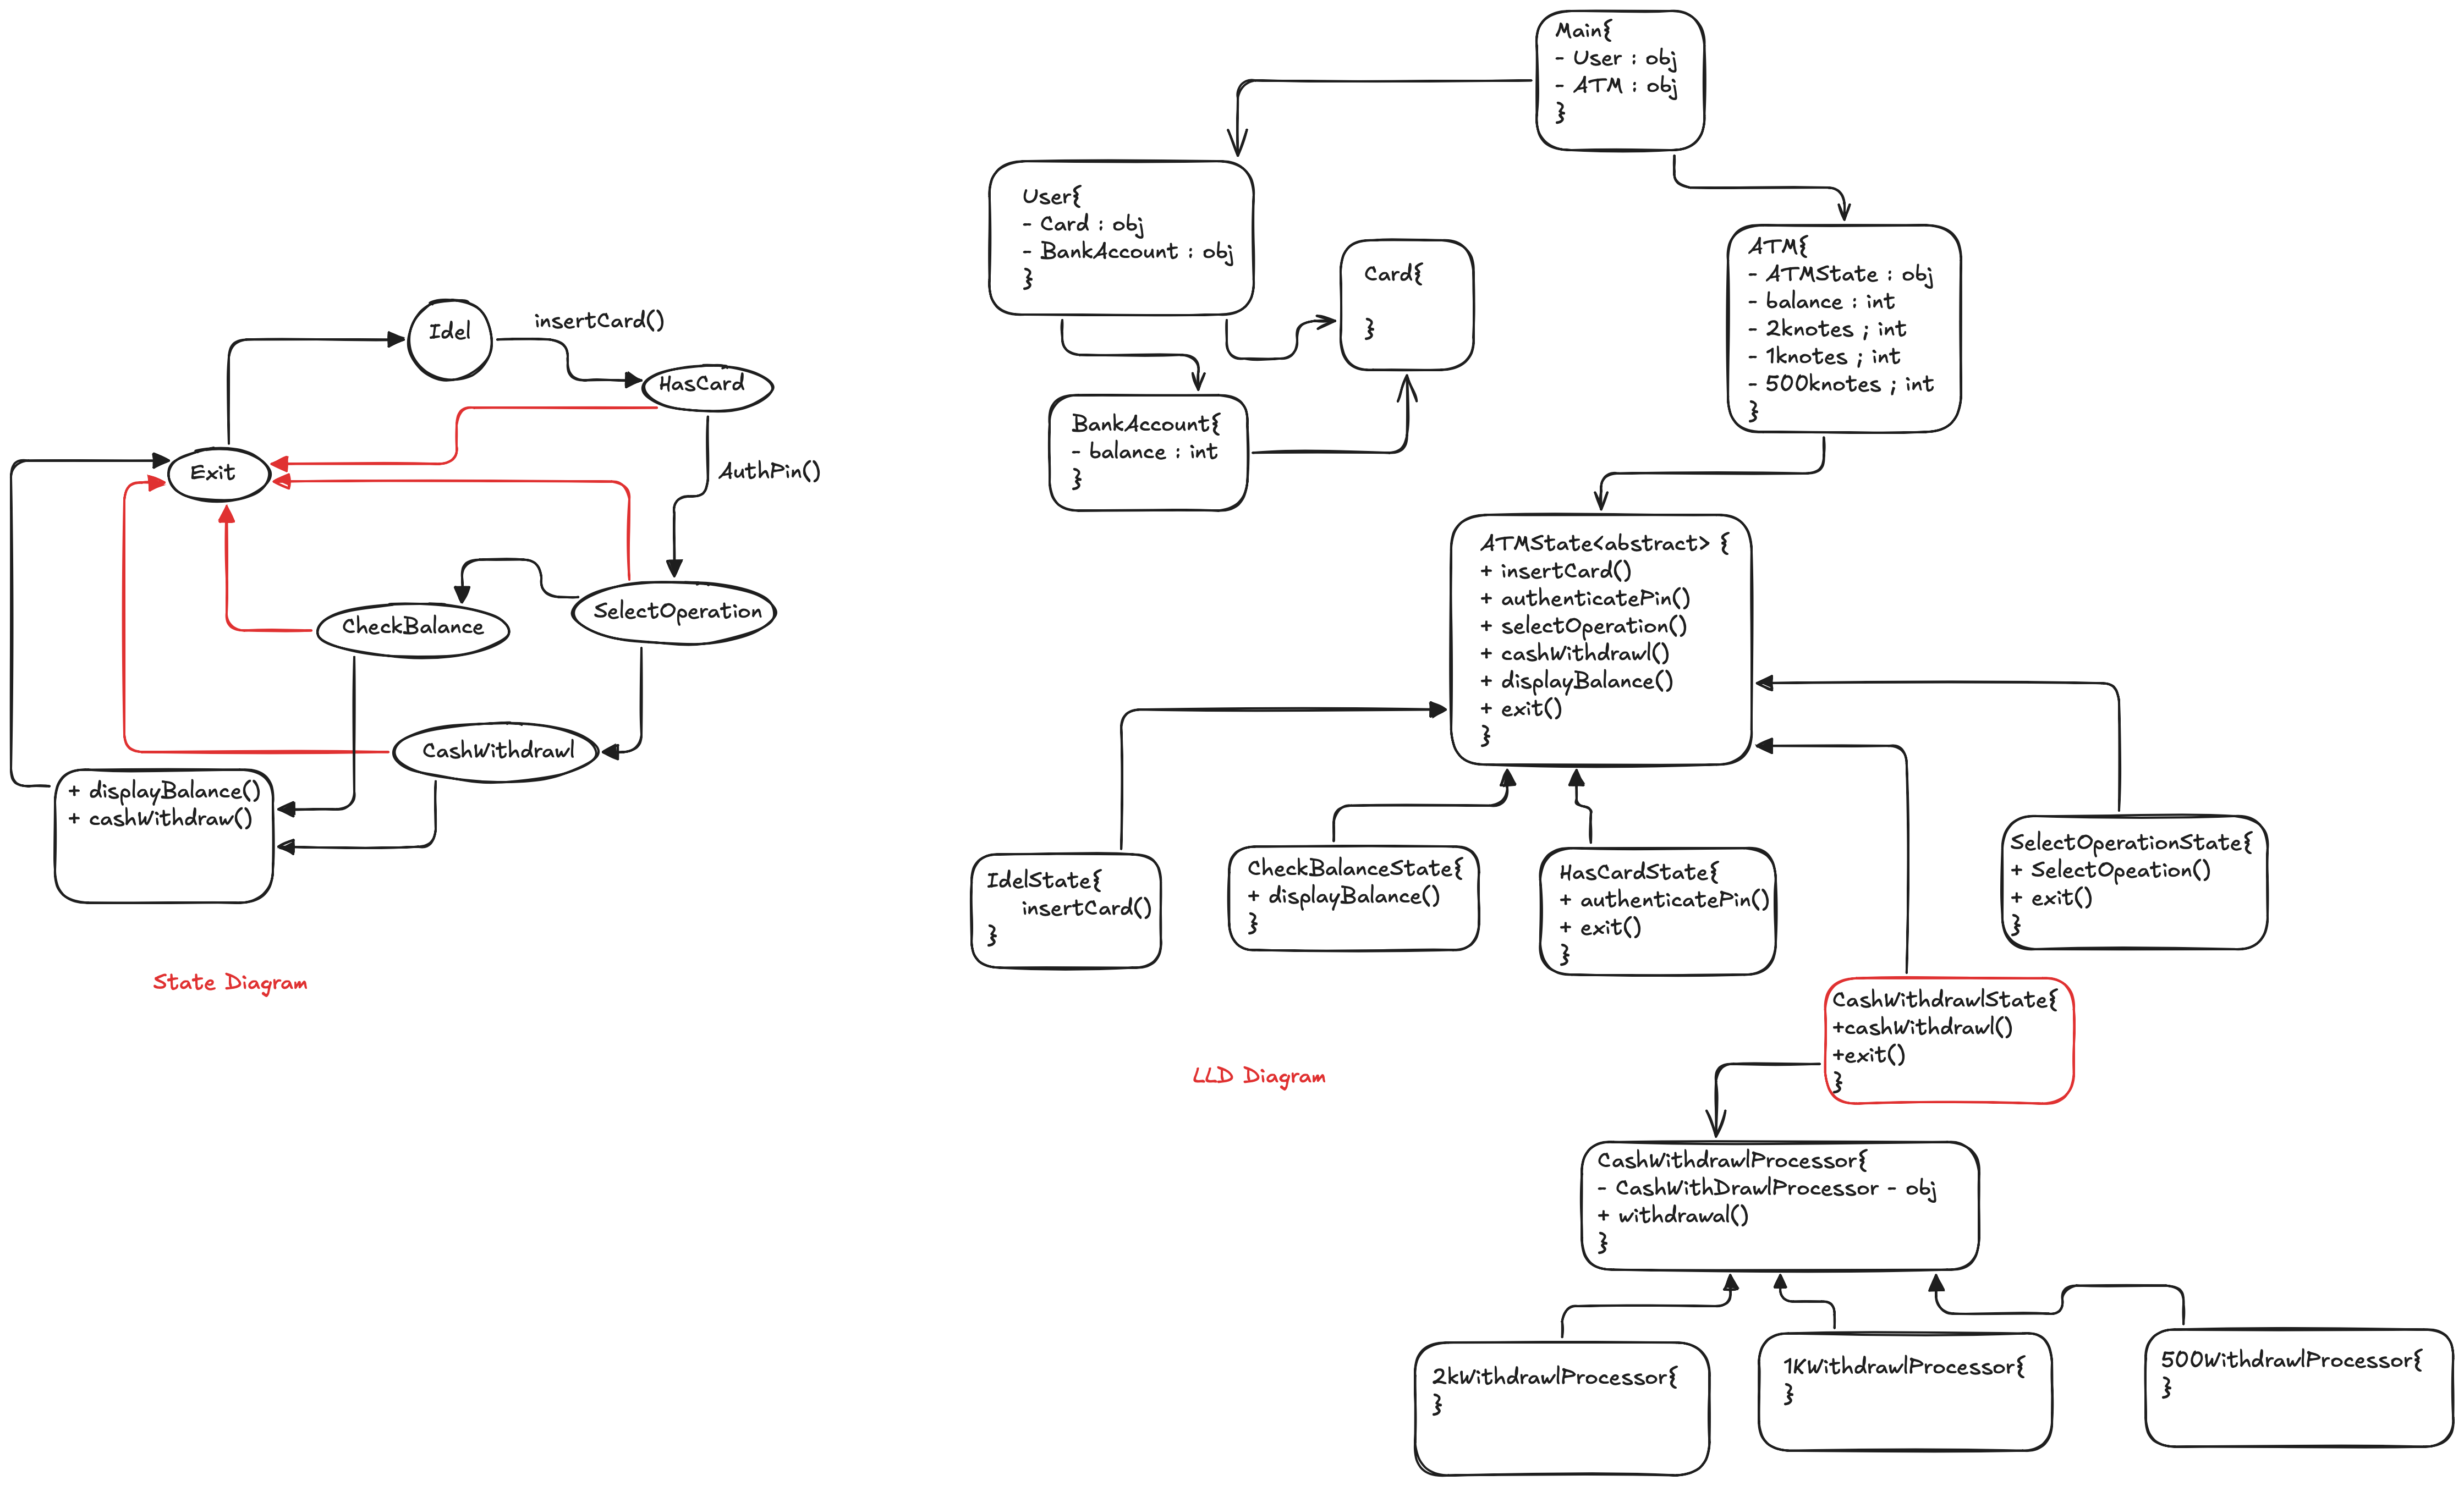 Idel
insertCard()
HasCard
Exit
AuthPin()
SelectOperation
CheckBalance
CashWithdrawl
+ displayBalance()
+ cashWithdraw()
State Diagram
Main{
- User : obj
- ATM : obj
}
User{
- Card : obj
- BankAccount : obj
}
Card{
}
BankAccount{
- balance : int
}
ATM{
- ATMState : obj
- balance : int
- 2knotes ; int
- 1knotes ; int
- 500knotes ; int
}
ATMState<abstract> {
+ insertCard()
+ authenticatePin()
+ selectOperation()
+ cashWithdrawl()
+ displayBalance()
+ exit()
}
IdelState{
insertCard()
}
CheckBalanceState{
+ displayBalance()
}
HasCardState{
+ authenticatePin()
+ exit()
}
SelectOperationState{
+ SelectOpeation()
+ exit()
}
CashWithdrawlState{
+cashWithdrawl()
+exit()
}
LLD Diagram
CashWithdrawlProcessor{
- CashWithDrawlProcessor - obj
+ withdrawal()
}
2kWithdrawlProcessor{
}
1KWithdrawlProcessor{
}
500WithdrawlProcessor{
}